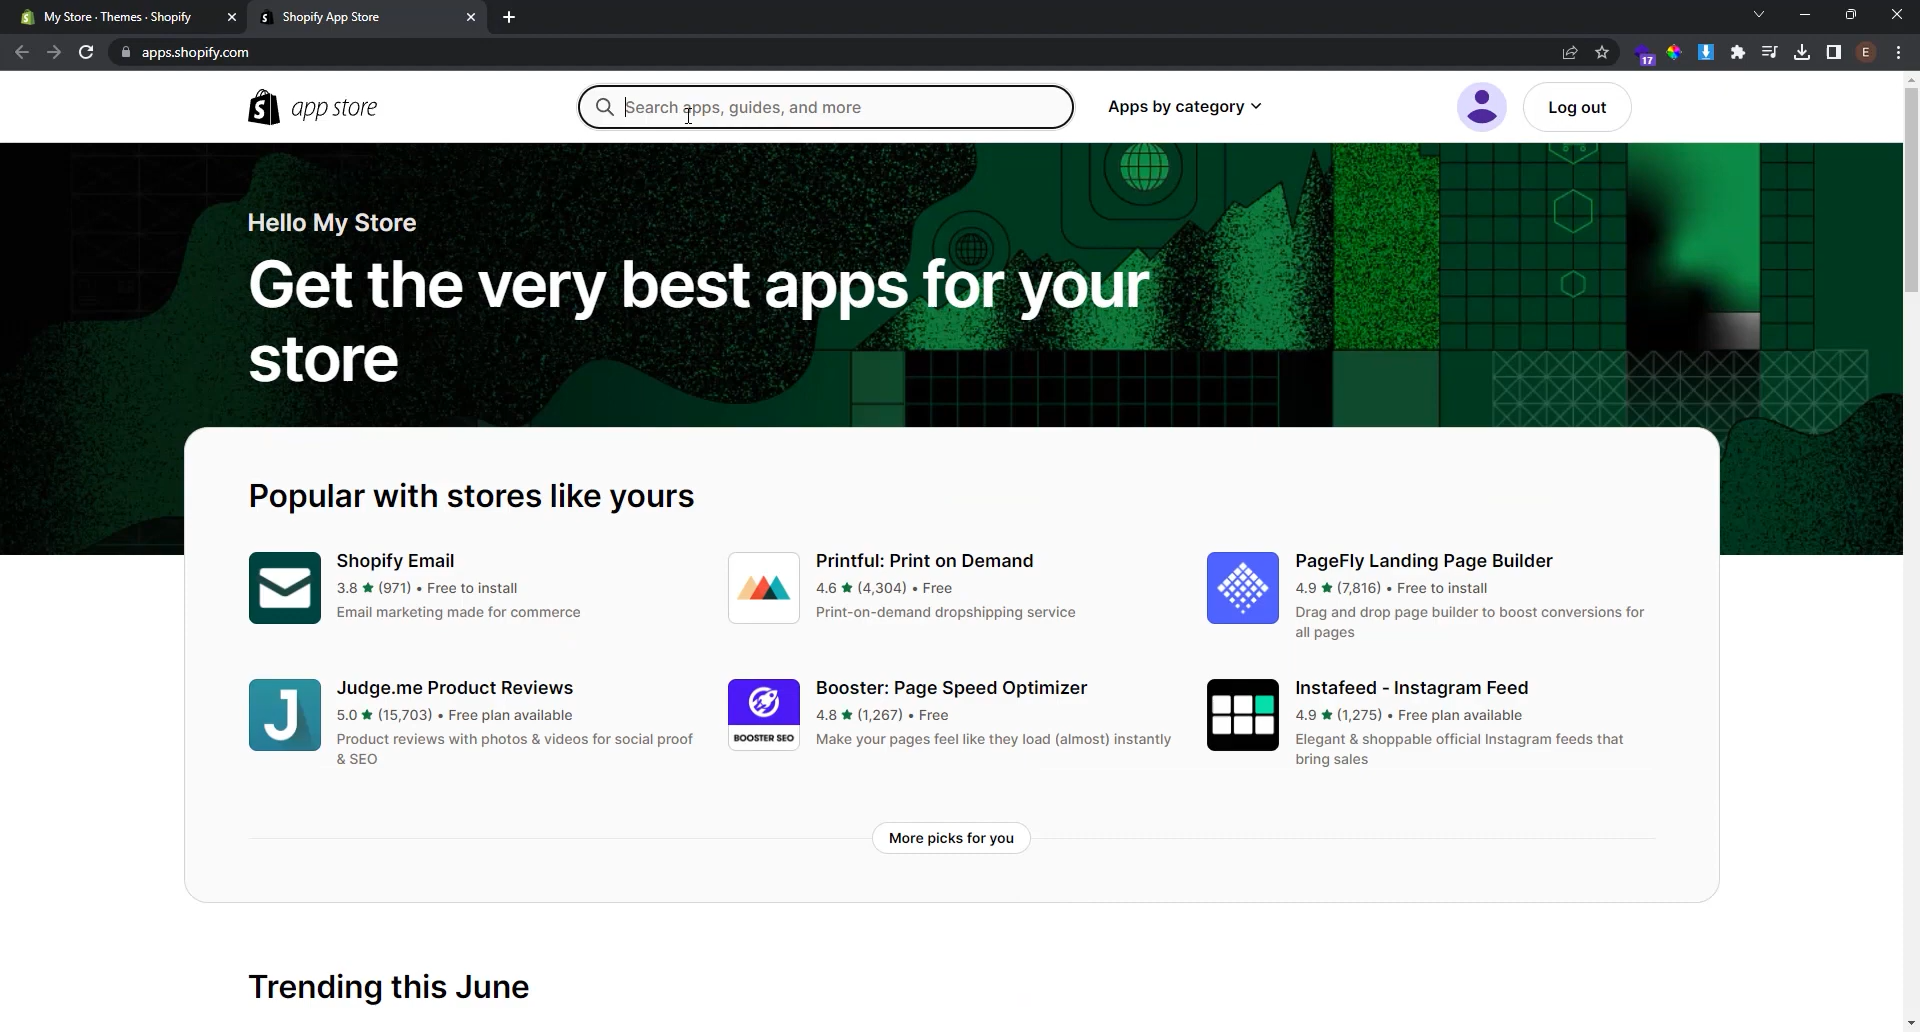 My Store · Themes · Shopify
Shopify App Store
apps.shopify.com
17
E
app store
Search apps, guides, and more
Apps by category
Log out
Hello My Store
Get the very best apps for your
store
Popular with stores like yours
Shopify Email
3.8 ★ (971) • Free to install
Email marketing made for commerce
Printful: Print on Demand
4.6 ★ (4,304) • Free
Print-on-demand dropshipping service
PageFly Landing Page Builder
4.9 ★ (7,816) • Free to install
Drag and drop page builder to boost conversions for
all pages
J
Judge.me Product Reviews
5.0 ★ (15,703) • Free plan available
Product reviews with photos & videos for social proof
& SEO
BOOSTER SEO
Booster: Page Speed Optimizer
4.8 ★ (1,267) • Free
Make your pages feel like they load (almost) instantly
Instafeed - Instagram Feed
4.9 ★ (1,275) • Free plan available
Elegant & shoppable official Instagram feeds that
bring sales
More picks for you
Trending this June